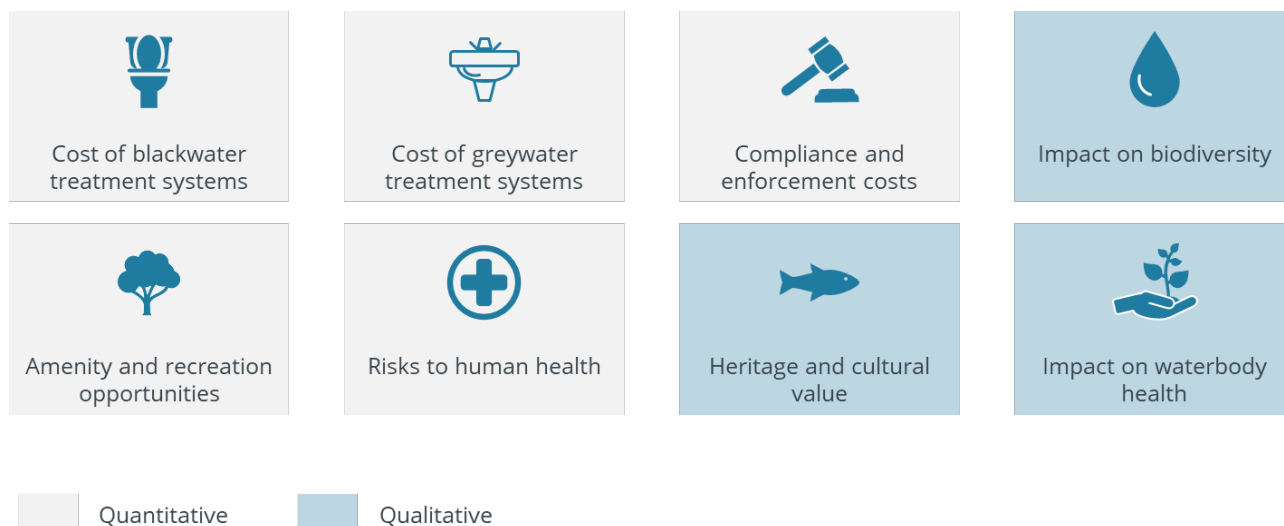 Cost of blackwater
treatment systems
Cost of greywater
treatment systems
Compliance and
enforcement costs
Impact on biodiversity
Amenity and recreation
opportunities
Risks to human health
Heritage and cultural
value
Impact on waterbody
health
Quantitative
Qualitative